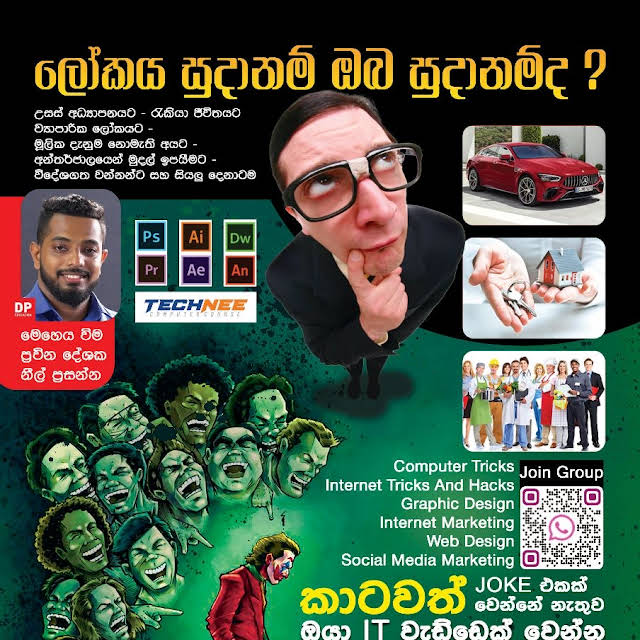 ලෝකය සූදානම් ඔබ සූදානම්ද ?
උසස් අධ්‍යාපනයට - රැකියා ජීවිතයට
ව්‍යාපාරික ලෝකයට -
මූලික දැනුම නොමැති අයට -
අන්තර්ජාලයෙන් මුදල් ඉපයීමට -
විදේශගත වන්නන්ට සහ සියලු දෙනාටම
Ps Ai Dw
Pr Ae An
DP
EDUCATION
TECHNEE
COMPUTER COURSE
මෙහෙය වීම
ප්‍රවීන දේශක
නීල් ප්‍රසන්න
Computer Tricks
Internet Tricks And Hacks
Graphic Design
Internet Marketing
Web Design
Social Media Marketing
Join Group
කාටවත් JOKE එකක්
වෙන්නේ නැතුව
ඔයා IT වැඩ්ඩෙක් වෙන්න